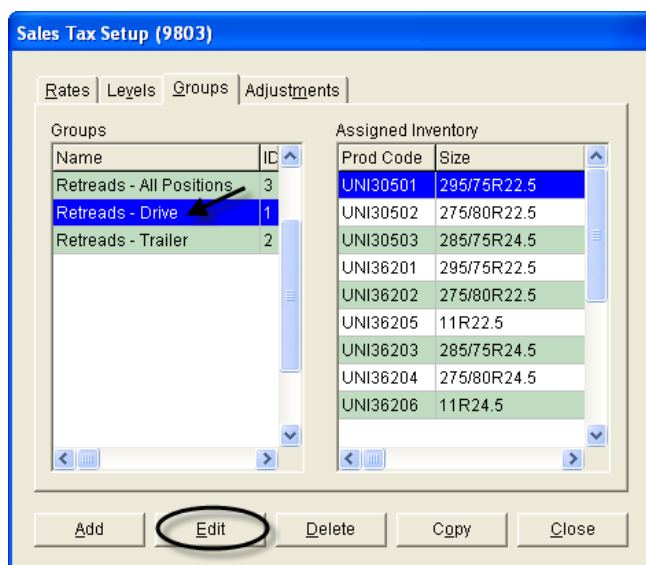 Sales Tax Setup (9803)
Rates Levels Groups Adjustments
Groups Assigned Inventory
Name ID Prod Code Size
Retreads - All Positions 3 UNI30501 295/75R22.5
Retreads - Drive 1 UNI30502 275/80R22.5
Retreads - Trailer 2 UNI30503 285/75R24.5
UNI36201 295/75R22.5
UNI36202 275/80R22.5
UNI36205 11R22.5
UNI36203 285/75R24.5
UNI36204 275/80R24.5
UNI36206 11R24.5
Add Edit Delete Copy Close